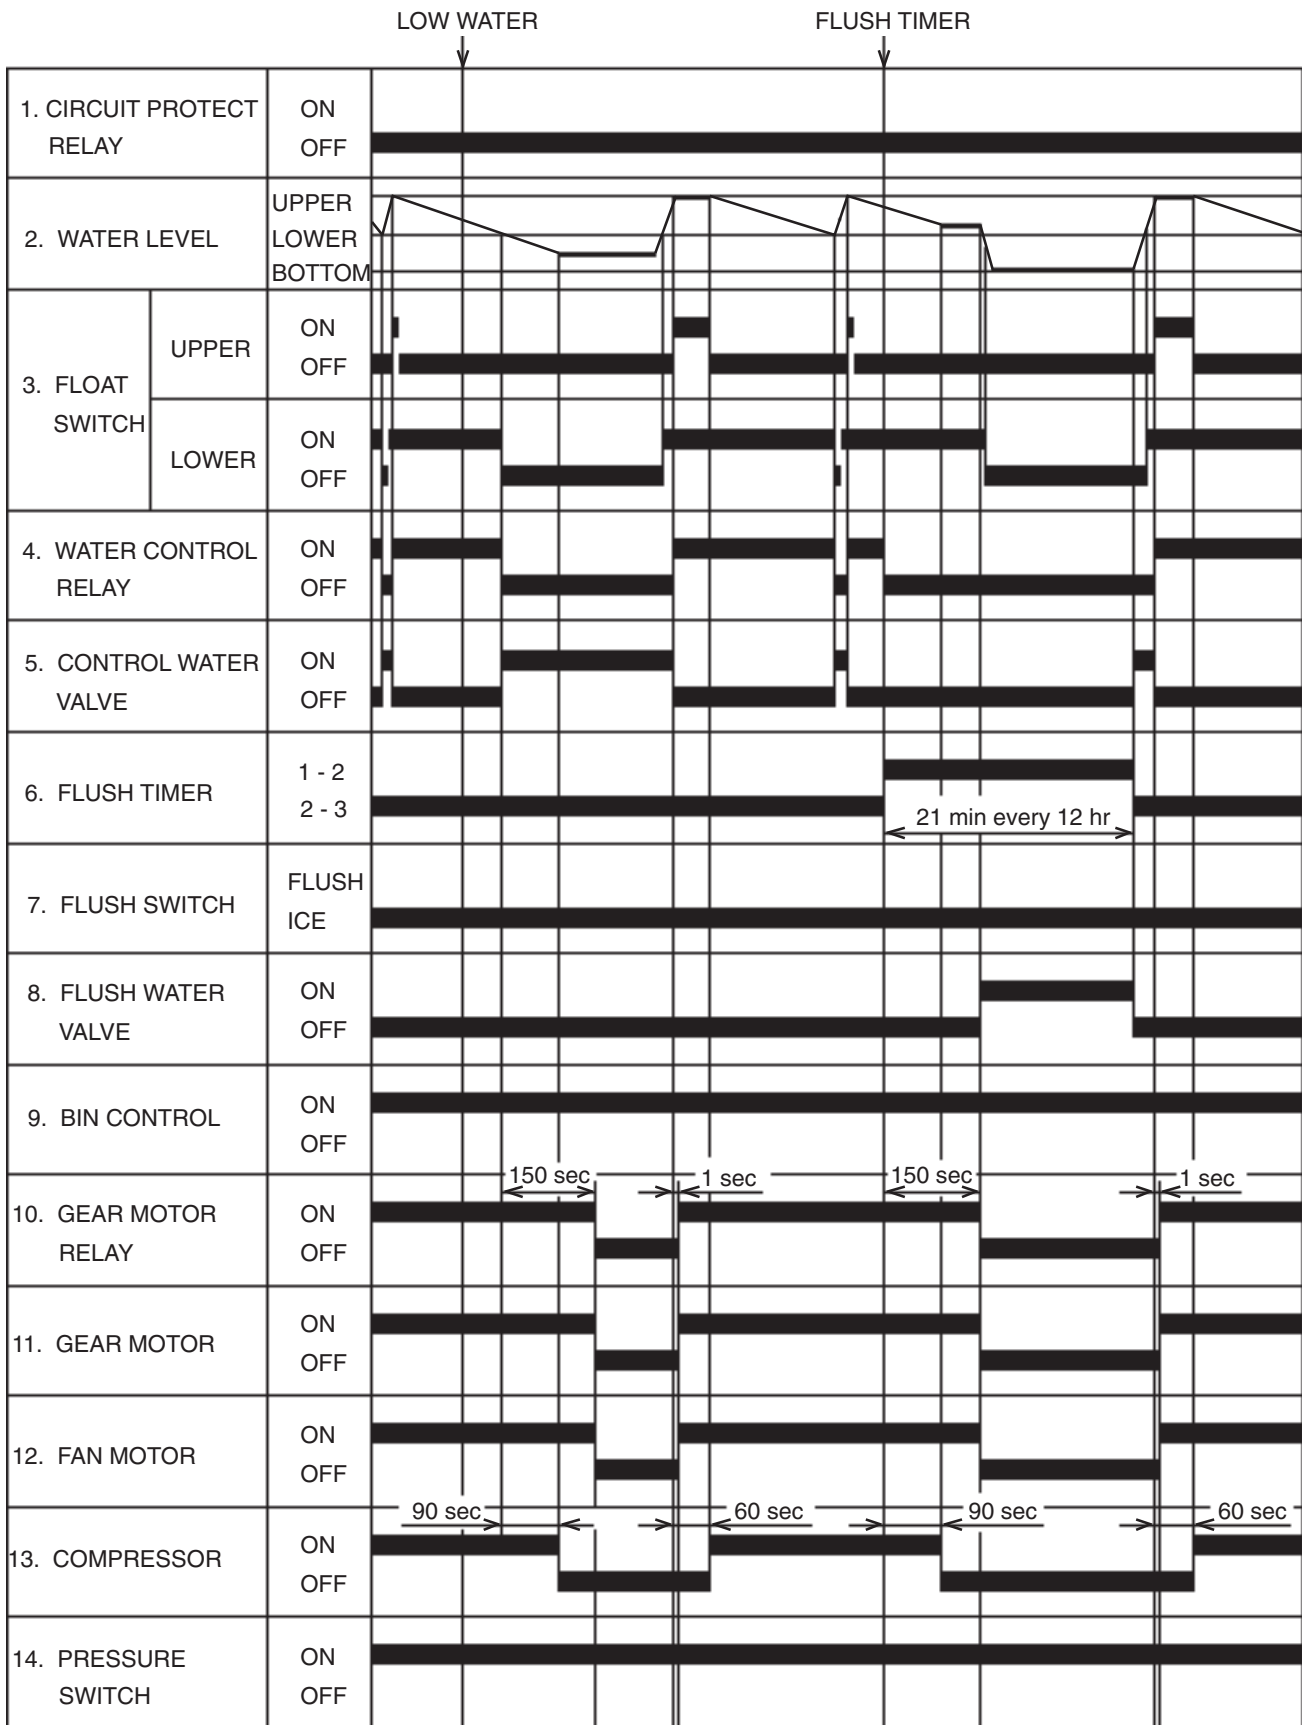 LOW WATER
FLUSH TIMER
1. CIRCUIT PROTECT
RELAY
ON
OFF
2. WATER LEVEL
UPPER
LOWER
BOTTOM
3. FLOAT
SWITCH
UPPER
ON
OFF
LOWER
ON
OFF
4. WATER CONTROL
RELAY
ON
OFF
5. CONTROL WATER
VALVE
ON
OFF
6. FLUSH TIMER
1 - 2
2 - 3
21 min every 12 hr
7. FLUSH SWITCH
FLUSH
ICE
8. FLUSH WATER
VALVE
ON
OFF
9. BIN CONTROL
ON
OFF
150 sec
1 sec
150 sec
1 sec
10. GEAR MOTOR
RELAY
ON
OFF
11. GEAR MOTOR
ON
OFF
12. FAN MOTOR
ON
OFF
90 sec
60 sec
90 sec
60 sec
13. COMPRESSOR
ON
OFF
14. PRESSURE
SWITCH
ON
OFF